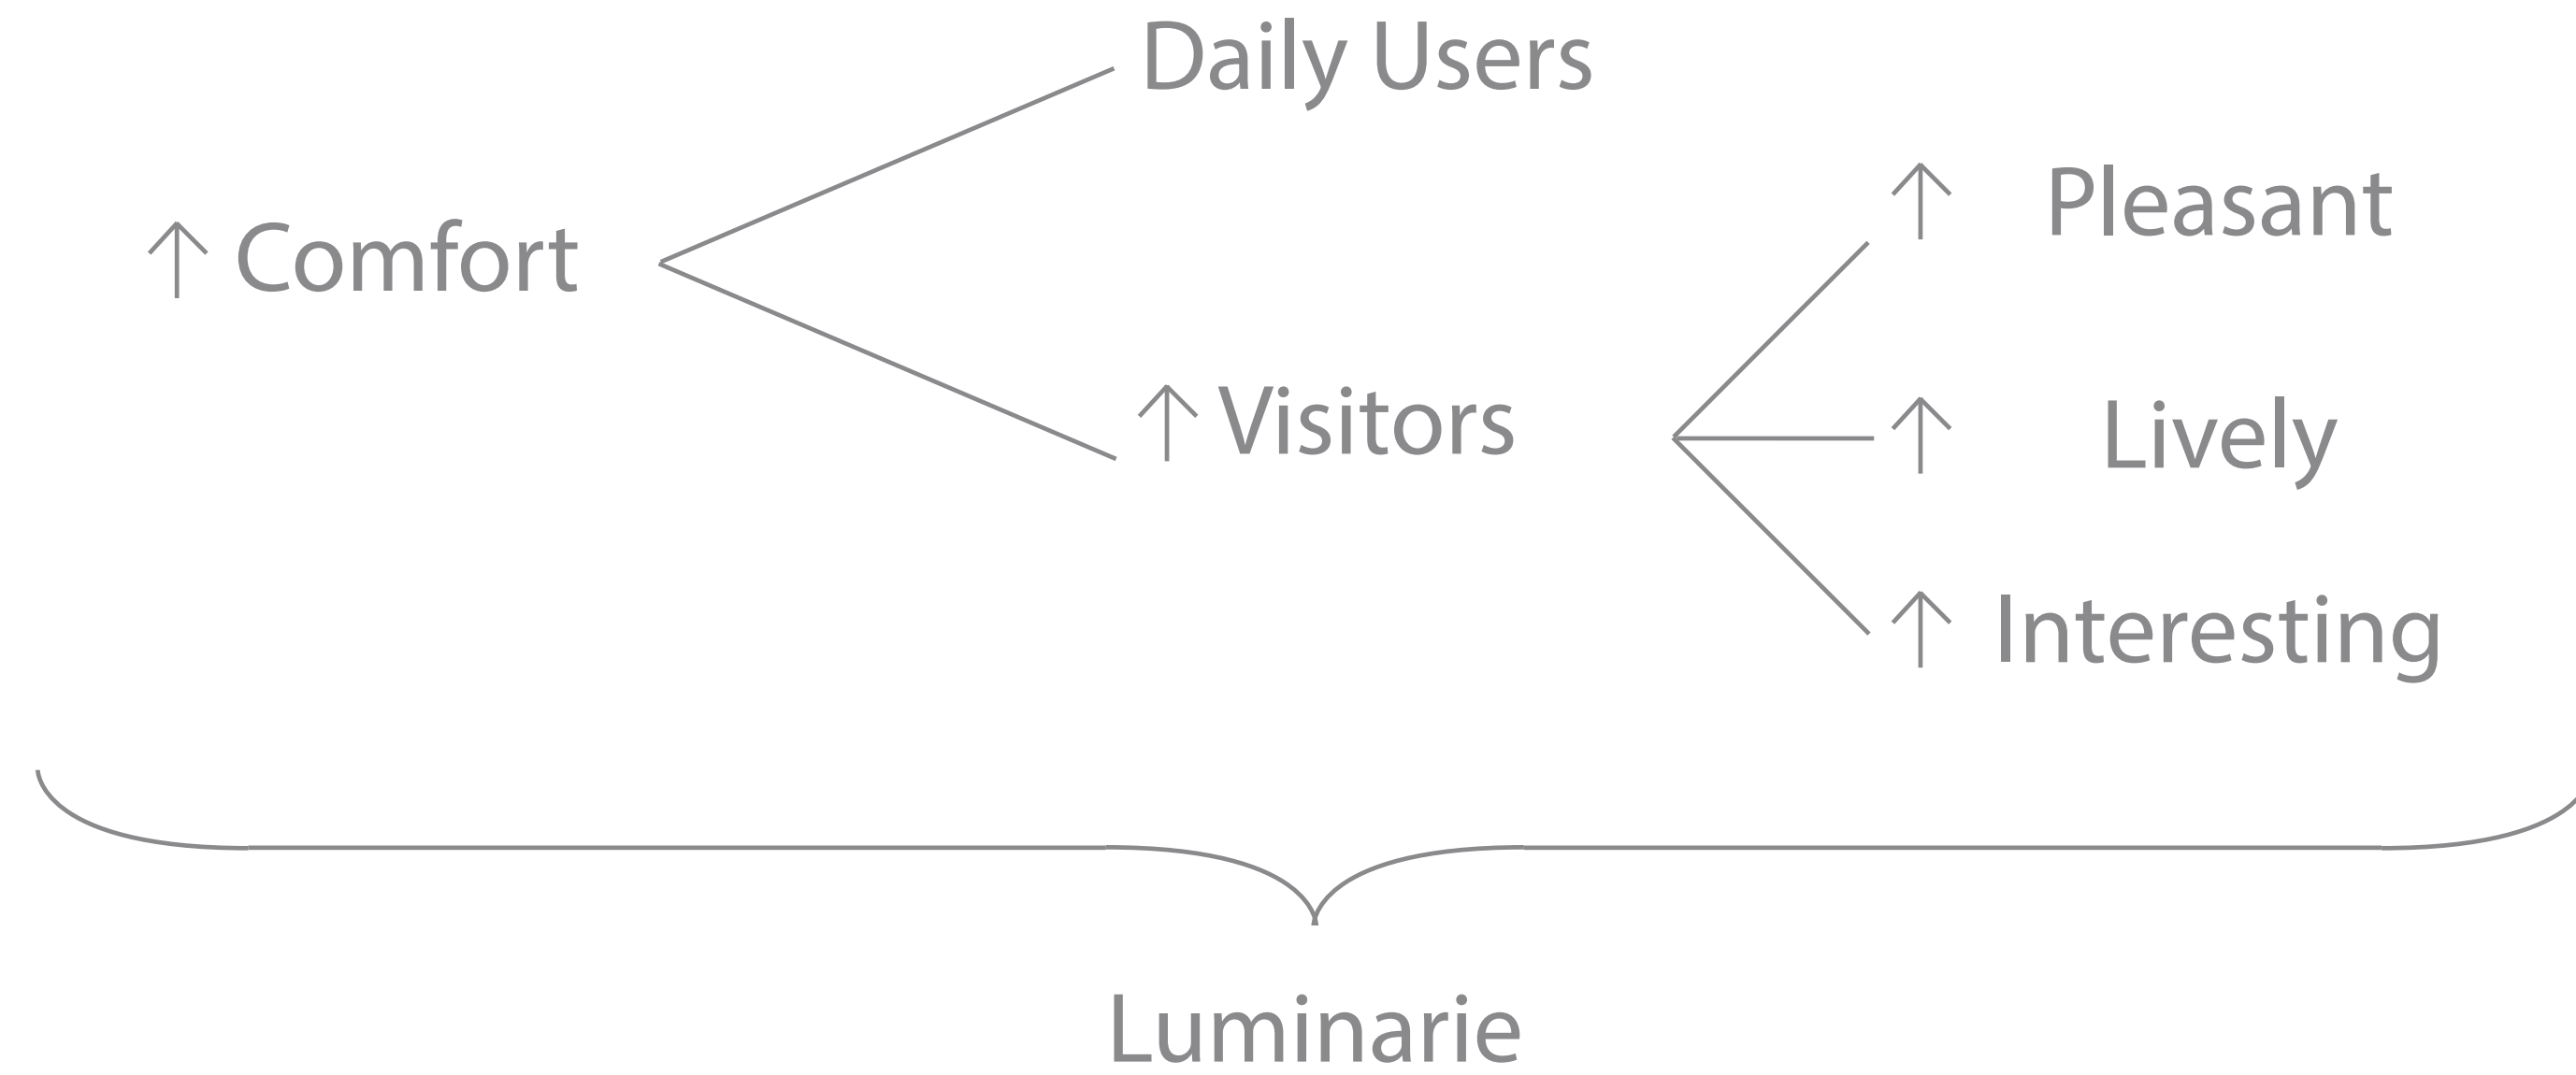 Daily Users
↑ Pleasant
↑ Comfort
↑ Visitors
↑ Lively
↑ Interesting
Luminarie